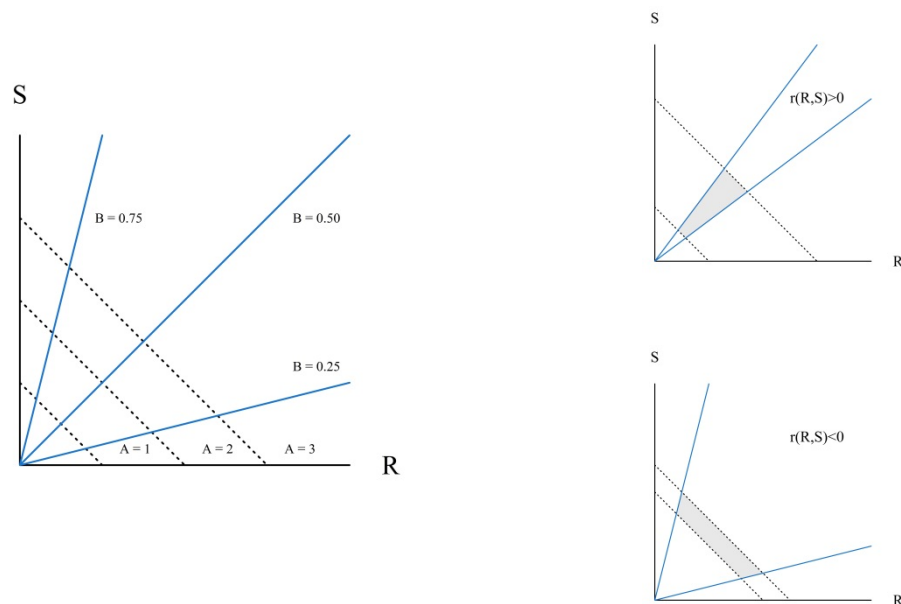 S
B = 0.75
B = 0.50
B = 0.25
A = 1
A = 2
A = 3
R
S
r(R,S)>0
R
S
r(R,S)<0
R